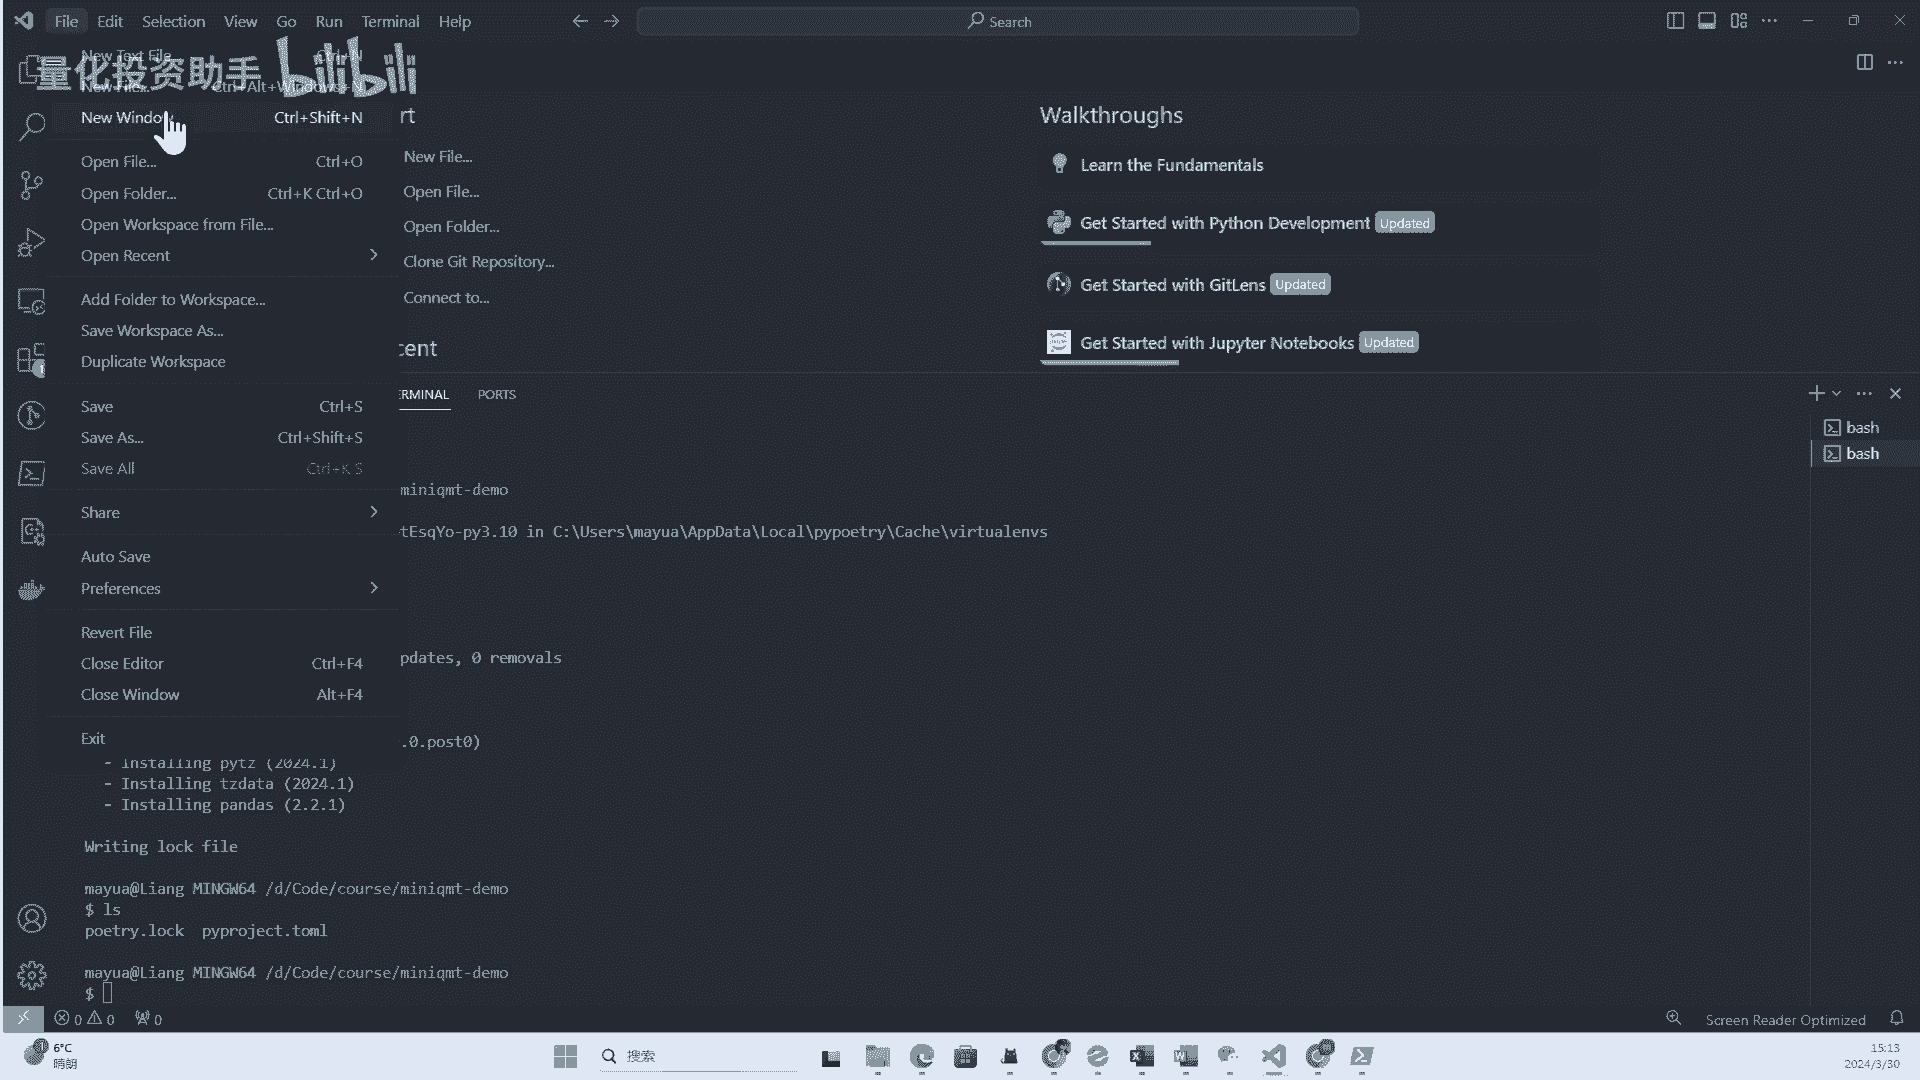 File Edit Selection View Go Run Terminal Help
Search
量化投资助手 bilibili
New Text File Ctrl+N
New File... Ctrl+Alt+Windows+N
New Window Ctrl+Shift+N
Open File... Ctrl+O
Open Folder... Ctrl+K Ctrl+O
Open Workspace from File...
Open Recent
Add Folder to Workspace...
Save Workspace As...
Duplicate Workspace
Save Ctrl+S
Save As... Ctrl+Shift+S
Save All Ctrl+K S
Share
Auto Save
Preferences
Revert File
Close Editor Ctrl+F4
Close Window Alt+F4
Exit
rt
New File...
Open File...
Open Folder...
Clone Git Repository...
Connect to...
cent
Walkthroughs
Learn the Fundamentals
Get Started with Python Development Updated
Get Started with GitLens Updated
Get Started with Jupyter Notebooks Updated
ERMINAL PORTS
bash
bash
miniqmt-demo
tEsqYo-py3.10 in C:\Users\mayua\AppData\Local\pypoetry\Cache\virtualenvs
pdates, 0 removals
.0.post0)
- Installing pytz (2024.1)
- Installing tzdata (2024.1)
- Installing pandas (2.2.1)
Writing lock file
mayua@Liang MINGW64 /d/Code/course/miniqmt-demo
$ ls
poetry.lock pyproject.toml
mayua@Liang MINGW64 /d/Code/course/miniqmt-demo
$
0 0 0
Screen Reader Optimized
6°C
晴朗
搜索
15:13
2024/3/30